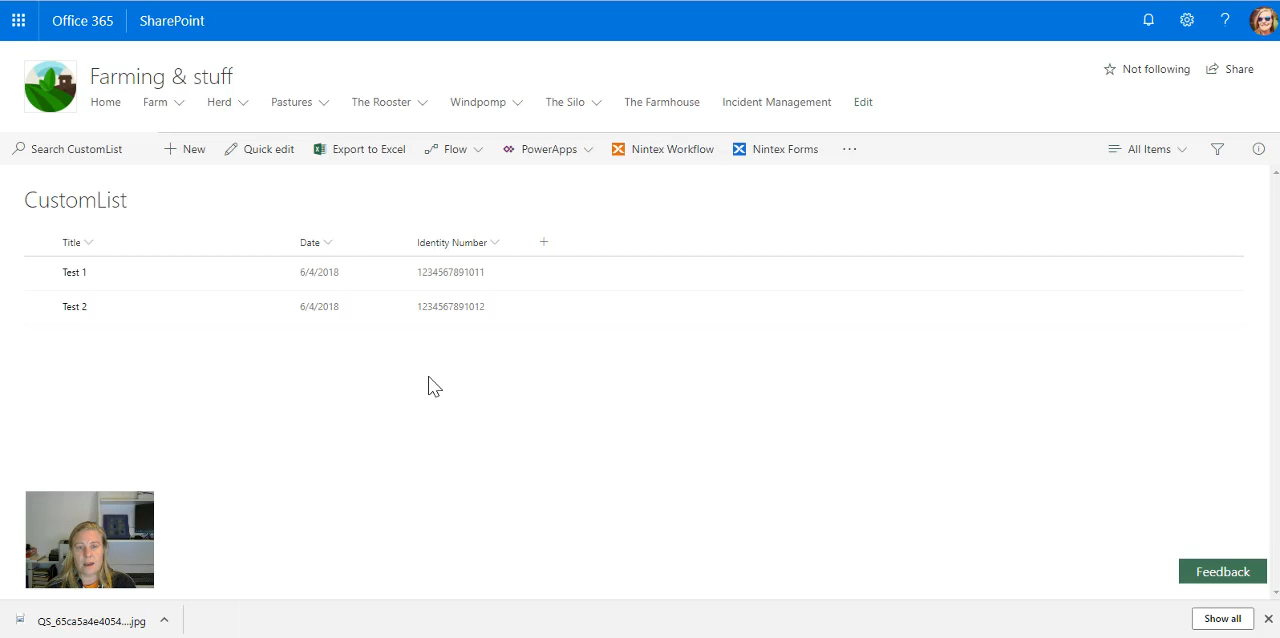 Office 365 SharePoint ?
Farming & stuff
Not following Share
Home Farm Herd Pastures The Rooster Windpomp The Silo The Farmhouse Incident Management Edit
Search CustomList New Quick edit Export to Excel Flow PowerApps Nintex Workflow Nintex Forms ... All Items
CustomList
Title Date Identity Number +
Test 1 6/4/2018 1234567891011
Test 2 6/4/2018 1234567891012
Feedback
QS_65ca5a4e4054....jpg Show all